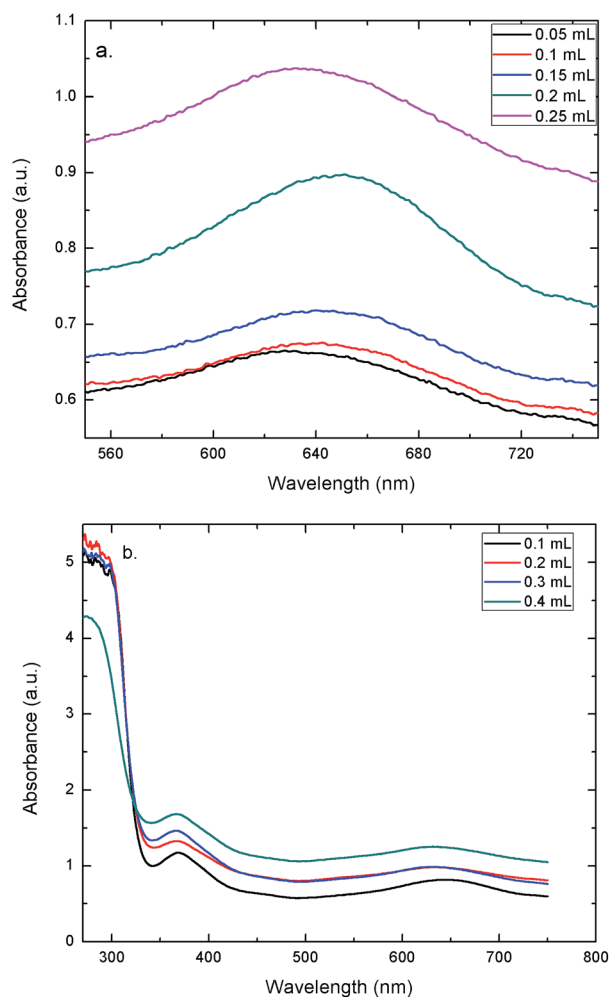 a.
0.05 mL
0.1 mL
0.15 mL
0.2 mL
0.25 mL
1.1
1.0
0.9
0.8
0.7
0.6
Absorbance (a.u.)
560 600 640 680 720
Wavelength (nm)
b.
0.1 mL
0.2 mL
0.3 mL
0.4 mL
5
4
3
2
1
0
Absorbance (a.u.)
300 400 500 600 700 800
Wavelength (nm)